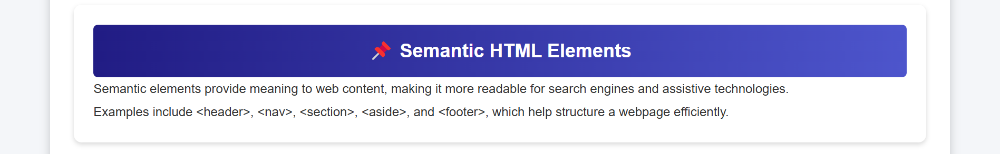 📌 Semantic HTML Elements
Semantic elements provide meaning to web content, making it more readable for search engines and assistive technologies.
Examples include <header>, <nav>, <section>, <aside>, and <footer>, which help structure a webpage efficiently.